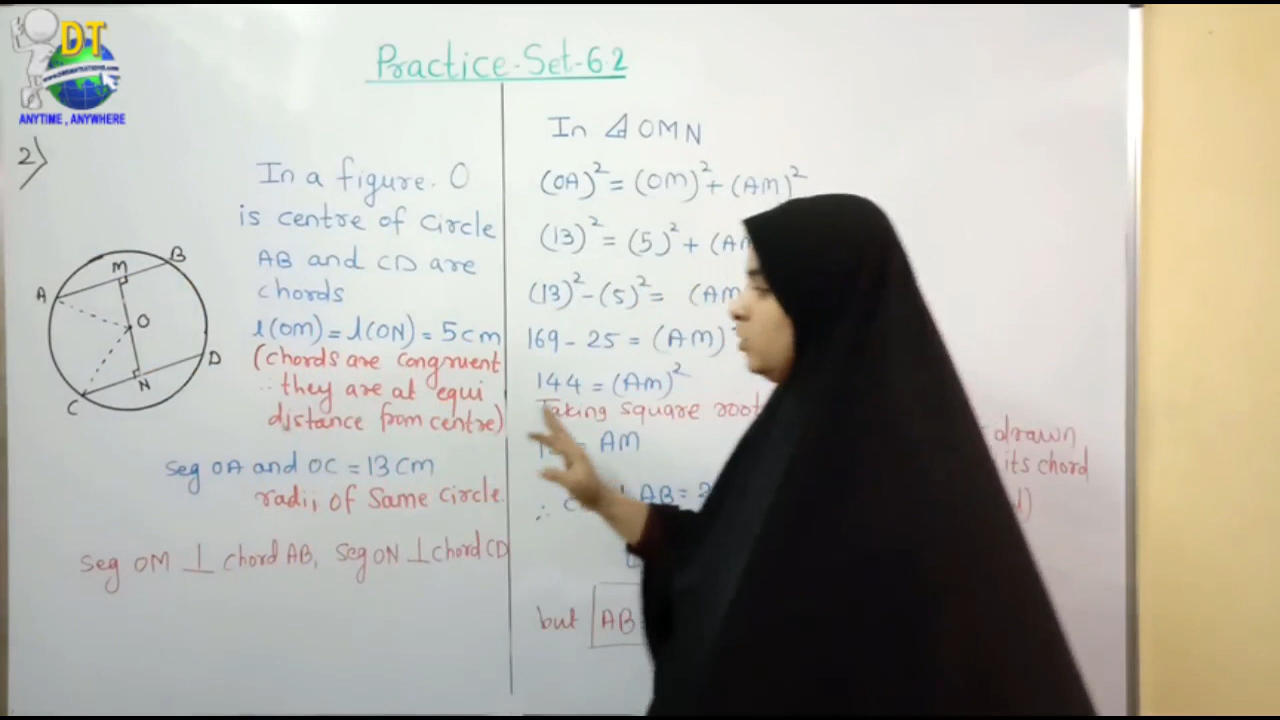 DT
ANYTIME, ANYWHERE
Practice-Set-6.2
2)
In a figure. O
is centre of circle
AB and CD are
chords
l(OM) = l(ON) = 5cm
(chords are congruent
∴ they are at equi
distance from centre)
seg OA and OC = 13cm
radii of Same Circle.
seg OM ⊥ chord AB, seg ON ⊥ chord CD
A
M
B
O
C
N
D
In ⊿ OMN
(OA)² = (OM)² + (AM)²
(13)² = (5)² + (AM
(13)² - (5)² = (AM
169 - 25 = (AM)²
144 = (AM)²
Taking square root
= AM
∴ AB =
but AB
drawn
its chord